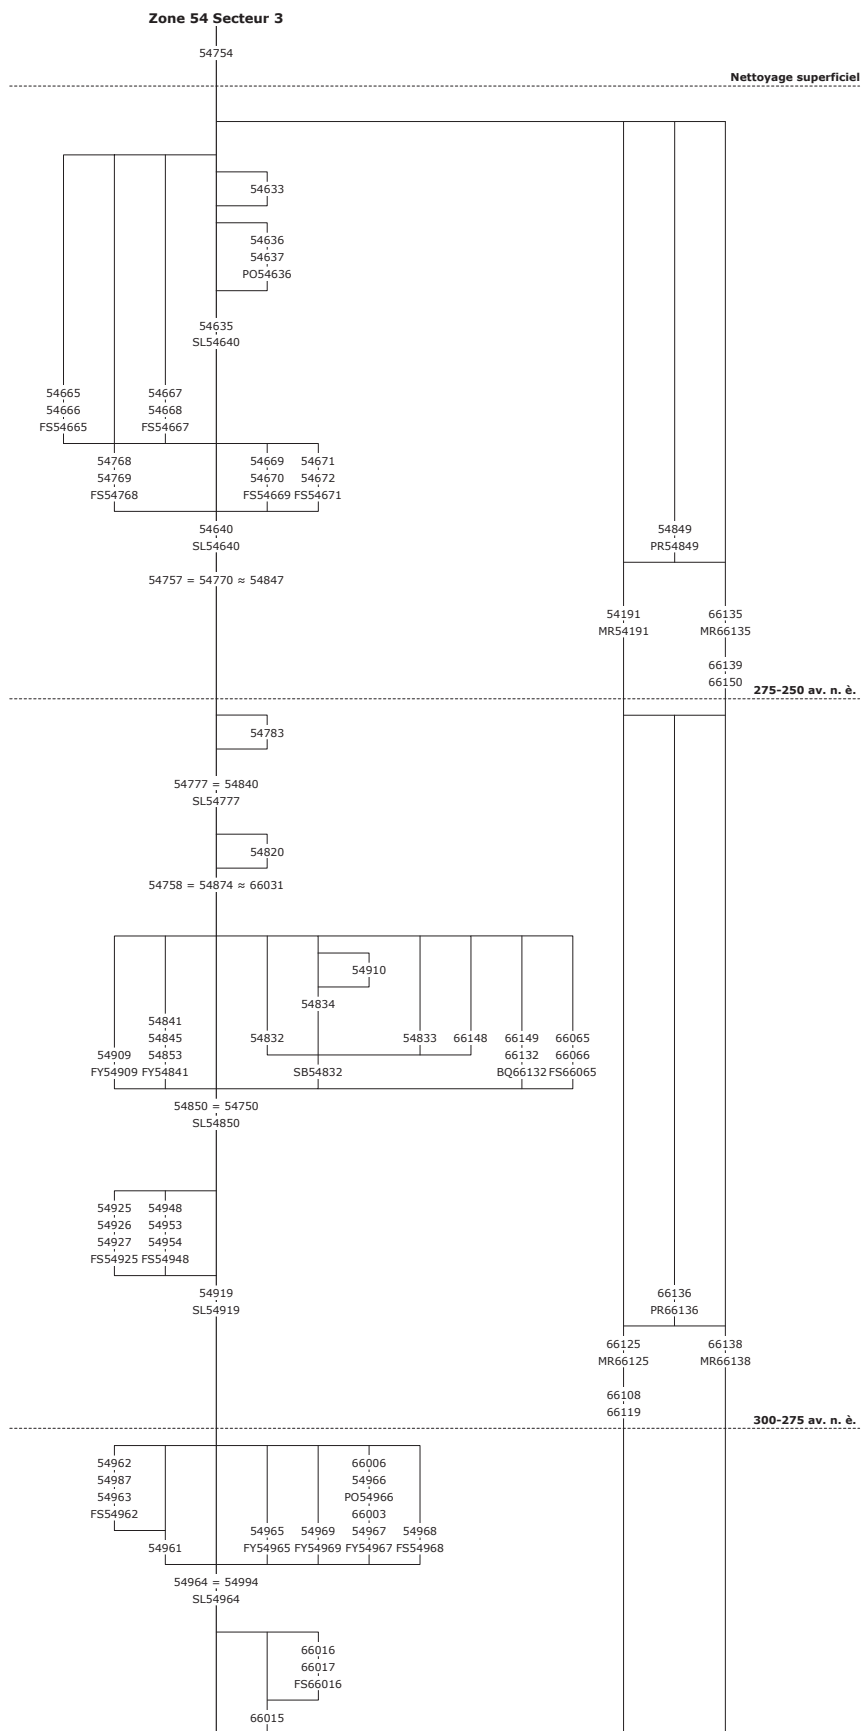 Zone 54 Secteur 3
54754
Nettoyage superficiel
54633
54636
54637
PO54636
54635
SL54640
54665 54667
54666 54668
FS54665 FS54667
54768 54669 54671
54769 54670 54672
FS54768 FS54669 FS54671
54640 54849
SL54640 PR54849
54757 = 54770 ≈ 54847
54191 66135
MR54191 MR66135
66139
66150
275-250 av. n. è.
54783
54777 = 54840
SL54777
54820
54758 = 54874 ≈ 66031
54910
54834
54841
54845 54832 54833 66148 66149 66065
54909 54853 66132 66066
FY54909 FY54841 SB54832 BQ66132 FS66065
54850 = 54750
SL54850
54925 54948
54926 54953
54927 54954
FS54925 FS54948
54919 66136
SL54919 PR66136
66125 66138
MR66125 MR66138
66108
66119
300-275 av. n. è.
54962 66006
54987 54966
54963 PO54966
FS54962 66003
54965 54969 54967 54968
54961 FY54965 FY54969 FY54967 FS54968
54964 = 54994
SL54964
66016
66017
FS66016
66015